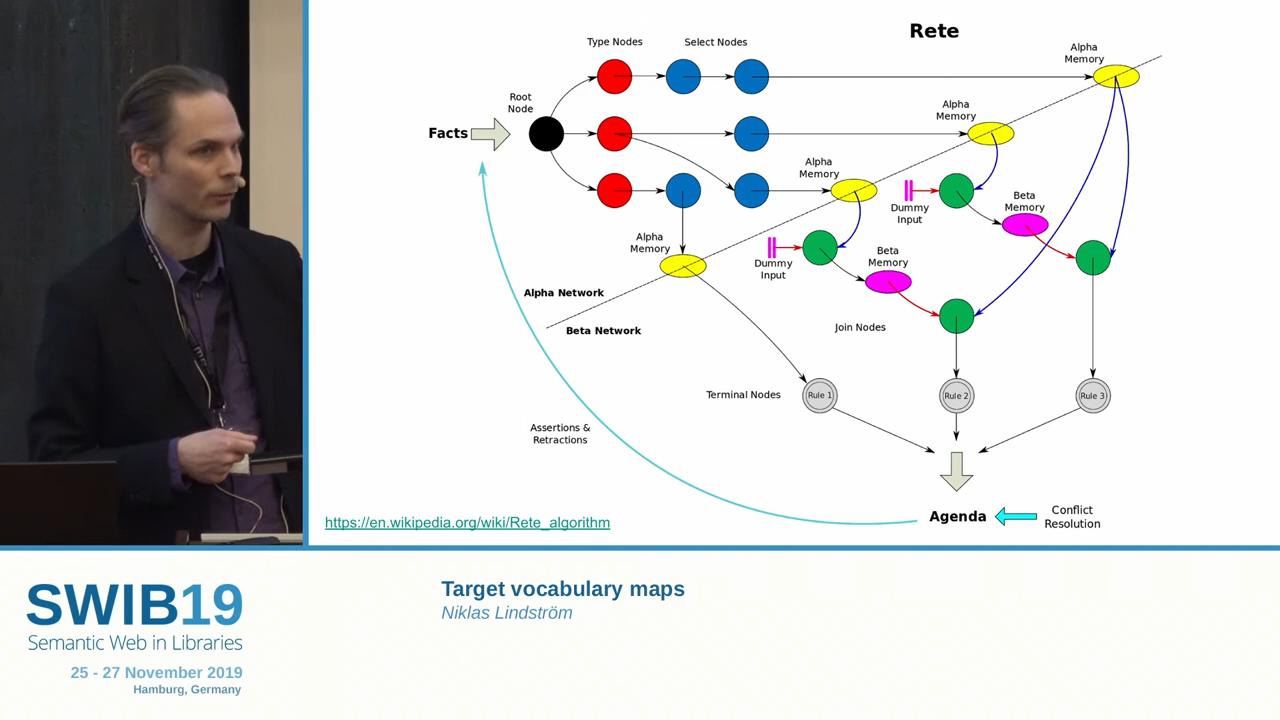 Rete
Type Nodes
Select Nodes
Alpha
Memory
Root
Node
Alpha
Memory
Facts
Alpha
Memory
Dummy
Input
Beta
Memory
Alpha
Memory
Dummy
Input
Beta
Memory
Alpha Network
Beta Network
Join Nodes
Terminal Nodes
Rule 1
Rule 2
Rule 3
Assertions &
Retractions
https://en.wikipedia.org/wiki/Rete_algorithm
Agenda
Conflict
Resolution
SWIB19
Semantic Web in Libraries
25 - 27 November 2019
Hamburg, Germany
Target vocabulary maps
Niklas Lindström